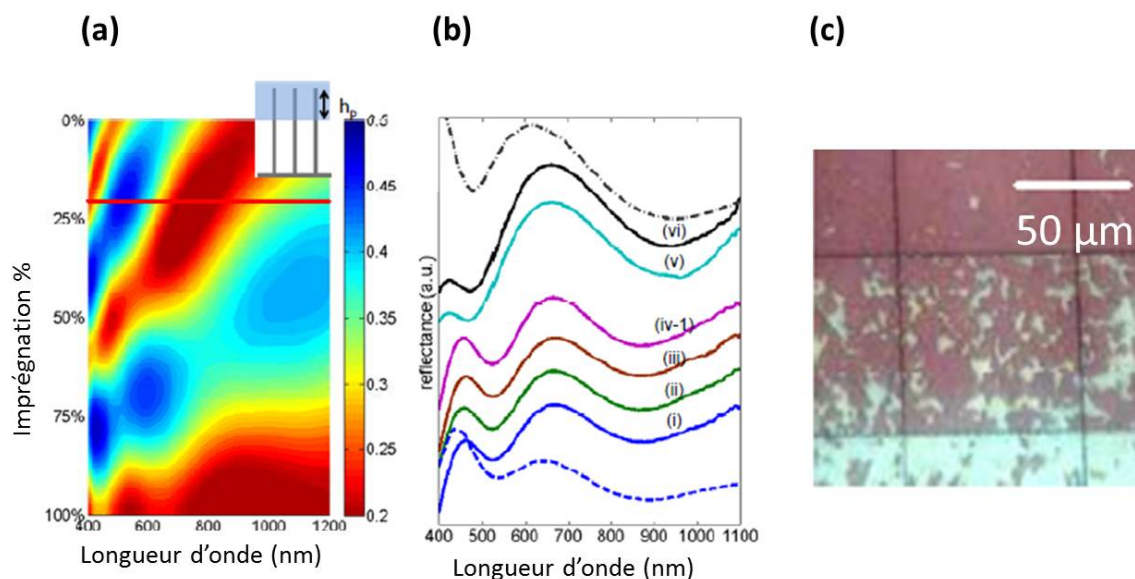 (a)
(b)
(c)
hp
0%
25%
50%
75%
100%
Imprégnation %
400
600
800
1000
1200
Longueur d'onde (nm)
0.5
0.45
0.4
0.35
0.3
0.25
0.2
reflectance (a.u.)
(vi)
(v)
(iv-1)
(iii)
(ii)
(i)
400 500 600 700 800 900 1000 1100
Longueur d'onde (nm)
50 µm